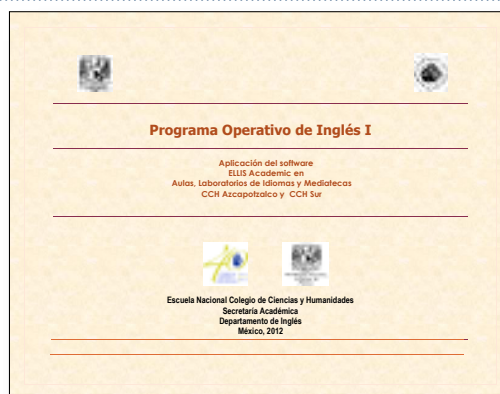 Programa Operativo de Inglés I
Aplicación del software
ELLIS Academic en
Aulas, Laboratorios de Idiomas y Mediatecas
CCH Azcapotzalco y CCH Sur
40
Escuela Nacional Colegio de Ciencias y Humanidades
Secretaría Académica
Departamento de Inglés
México, 2012